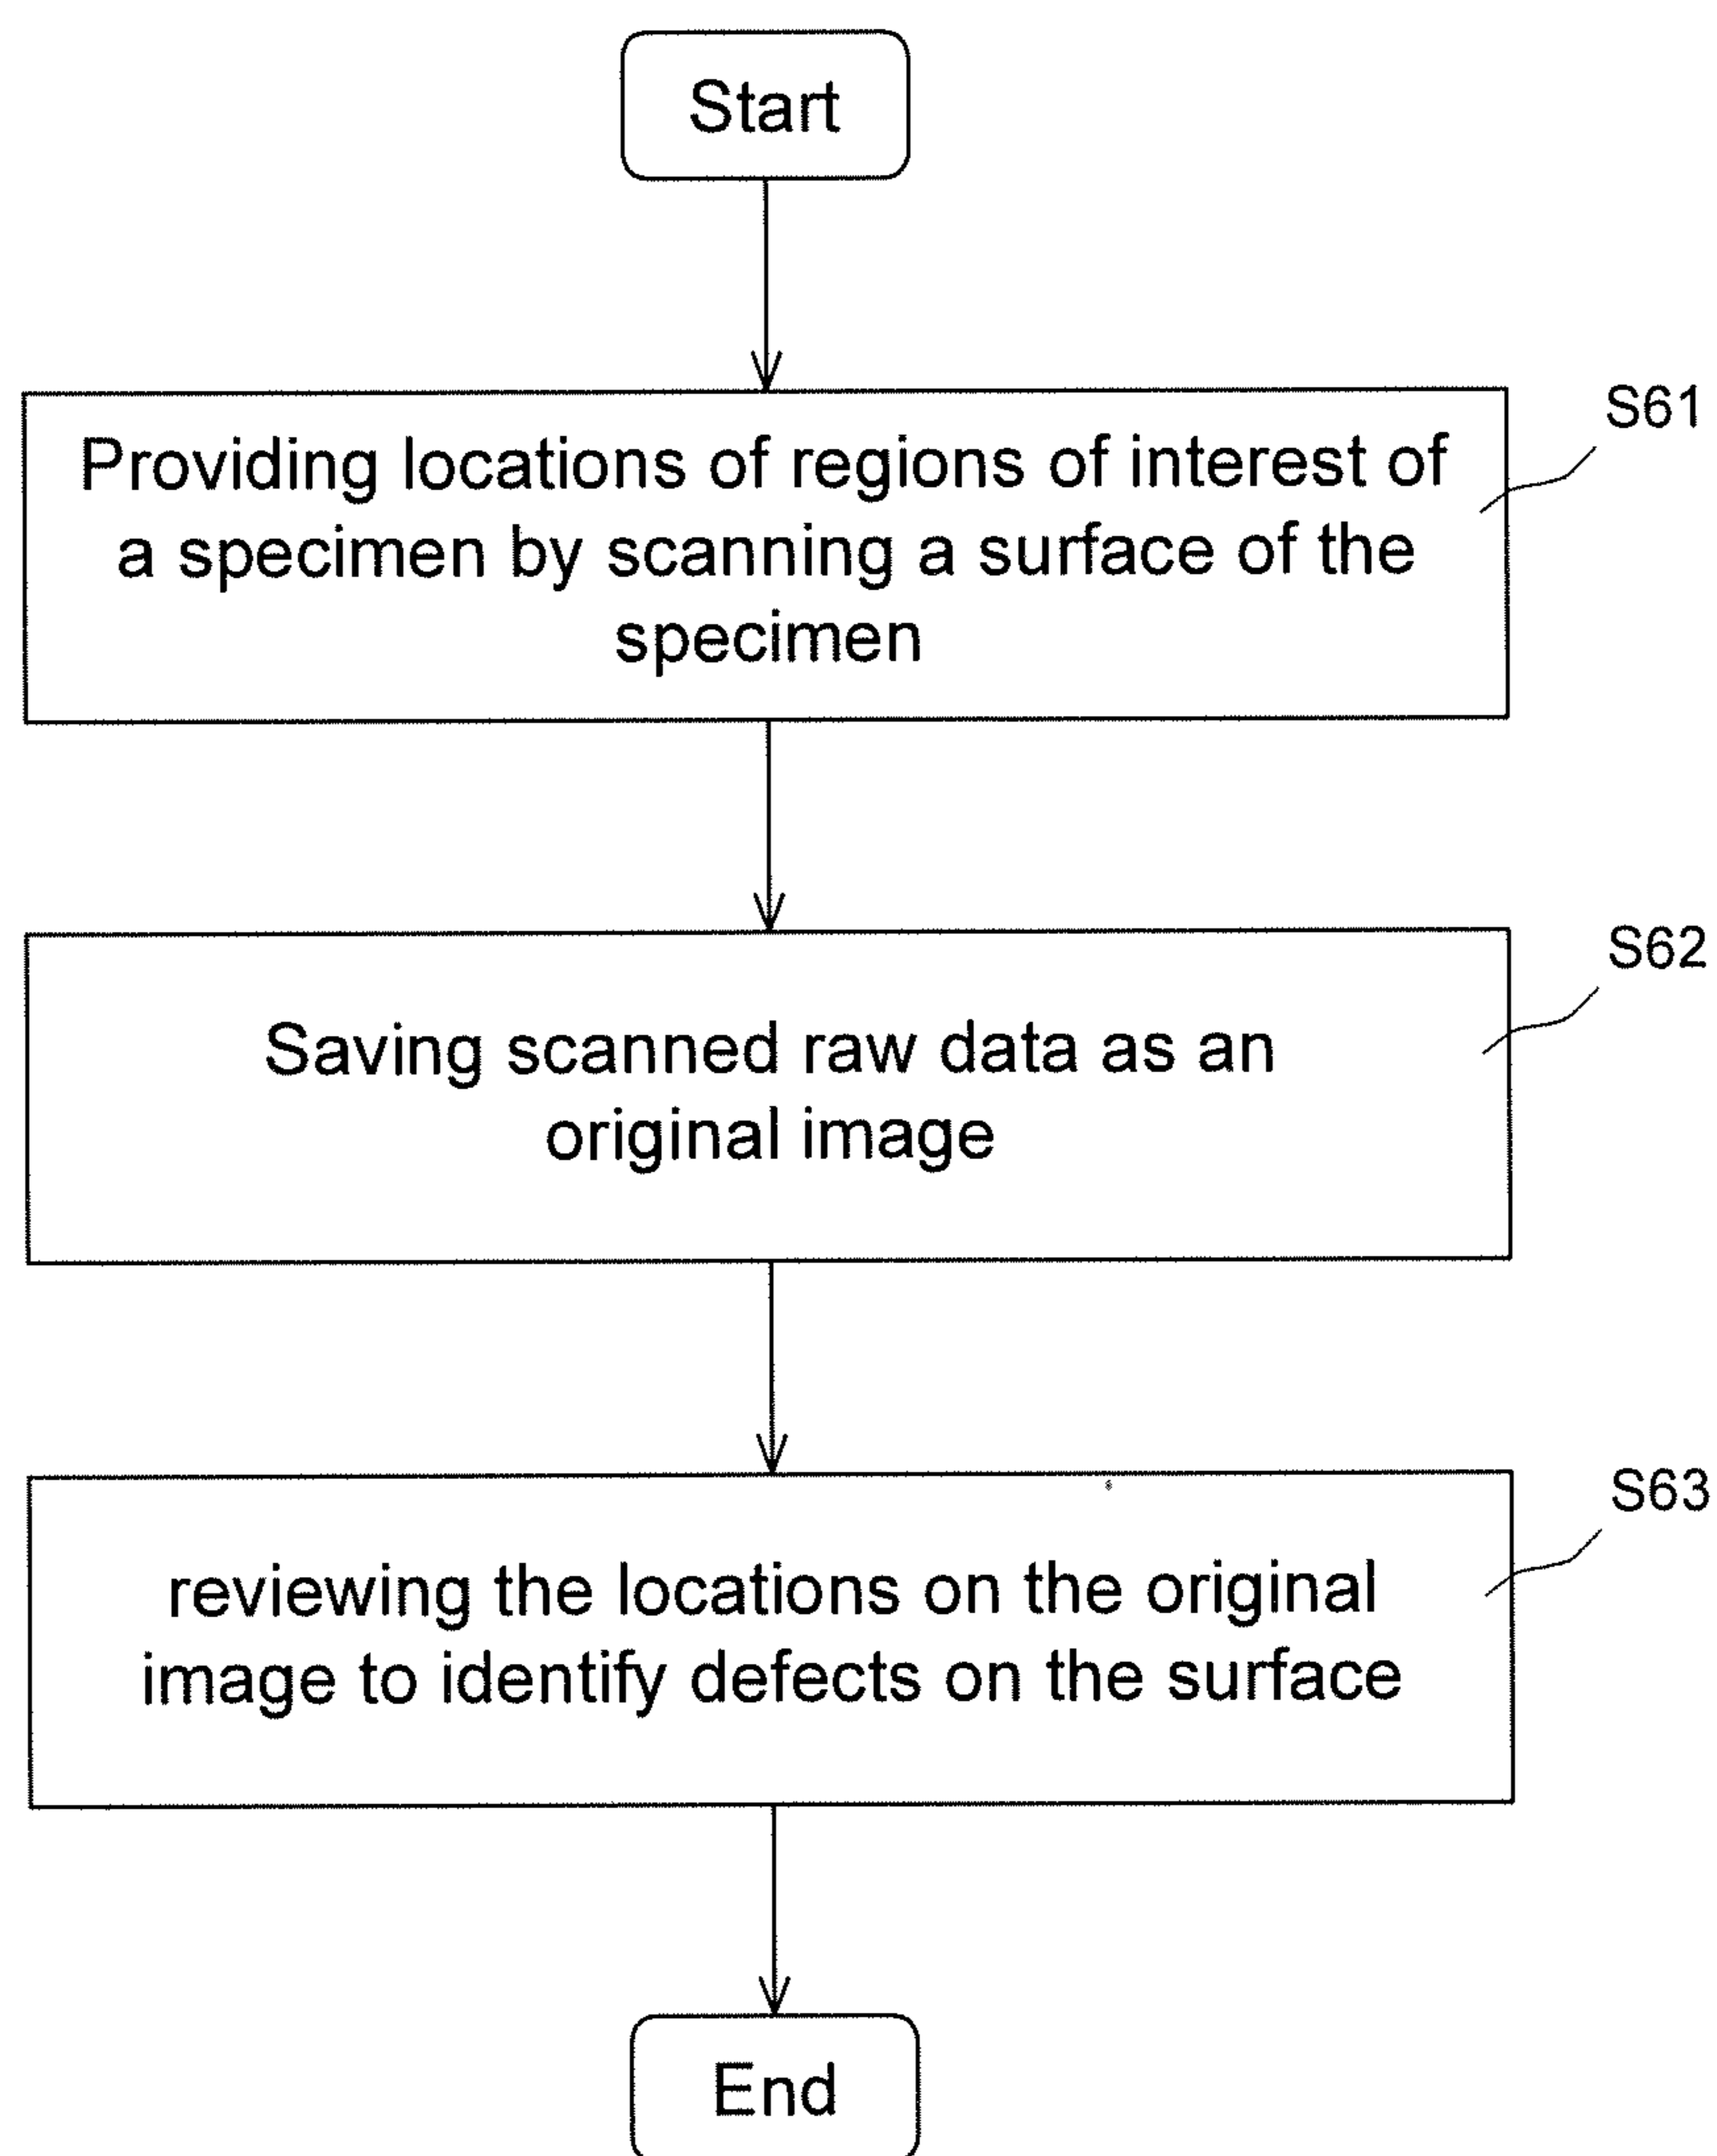 Start
S61
Providing locations of regions of interest of
a specimen by scanning a surface of the
specimen
S62
Saving scanned raw data as an
original image
S63
reviewing the locations on the original
image to identify defects on the surface
End